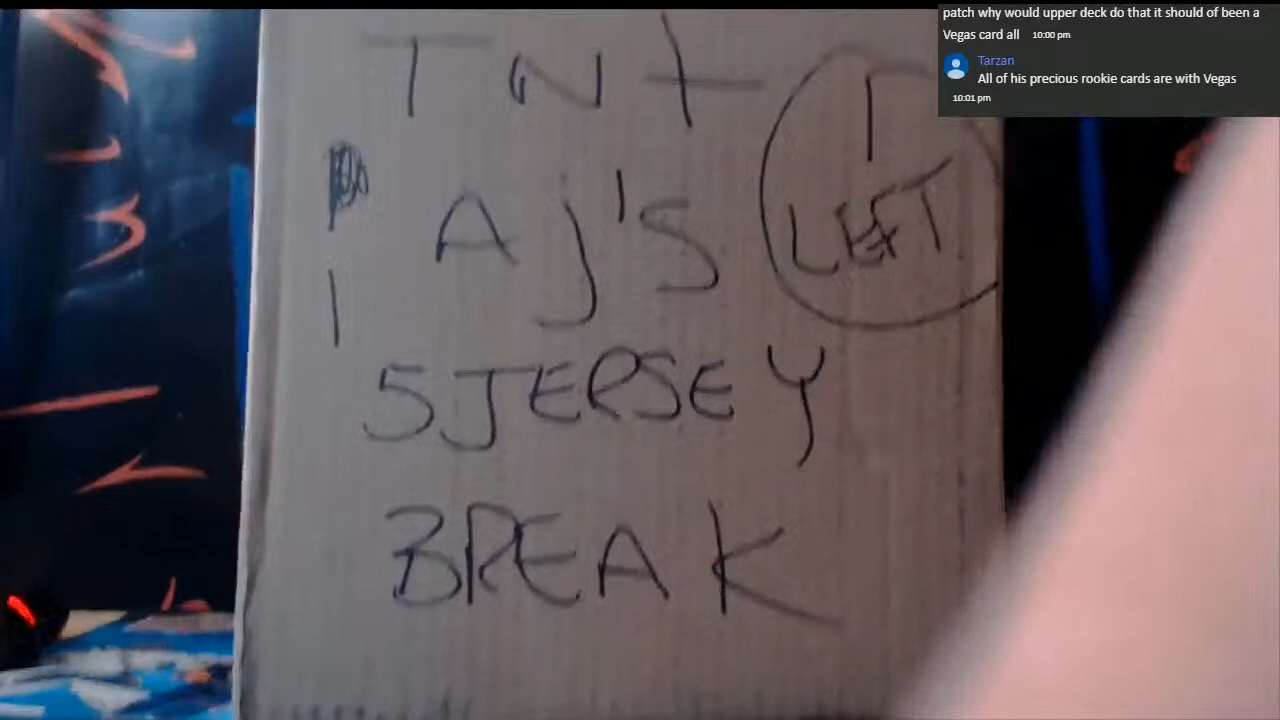 patch why would upper deck do that it should of been a
Vegas card all 10:00 pm
Tarzan
All of his precious rookie cards are with Vegas
10:01 pm
TNT
1
LEFT
AJ'S
1
5 JERSEY
BREAK